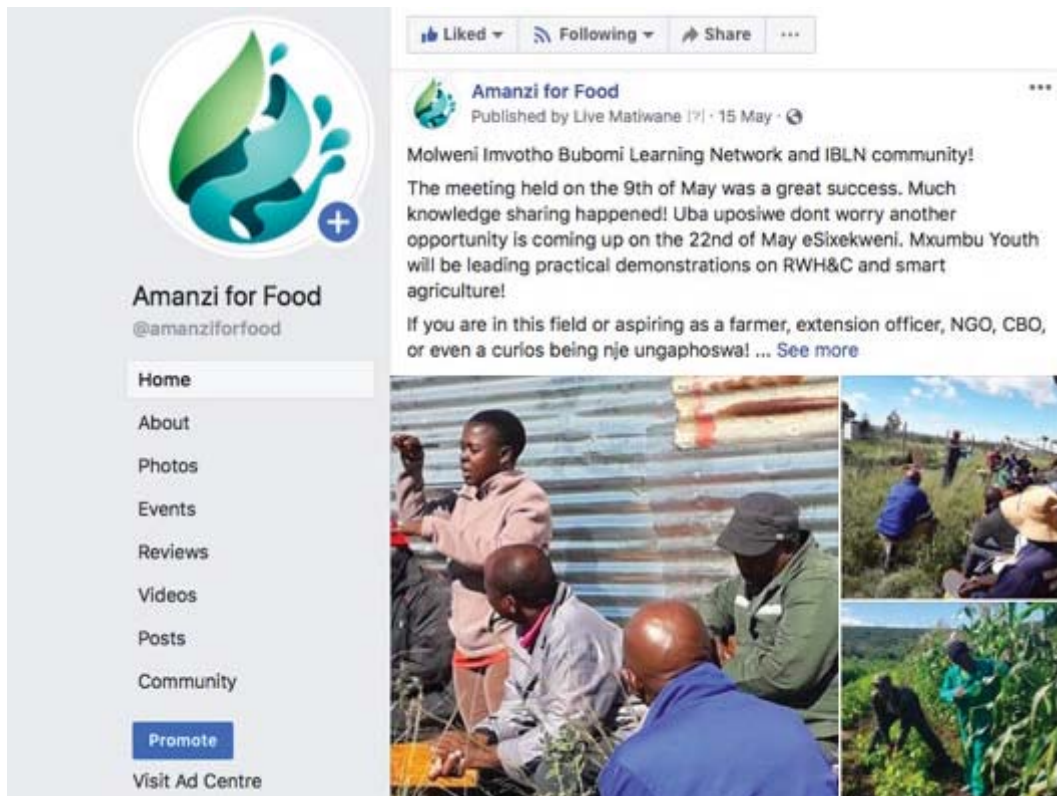 Liked
Following
Share
Amanzi for Food
Published by Live Matiwane [?] · 15 May ·
Molweni Imvotho Bubomi Learning Network and IBLN community!
The meeting held on the 9th of May was a great success. Much
knowledge sharing happened! Uba uposiwe dont worry another
opportunity is coming up on the 22nd of May eSixekweni. Mxumbu Youth
will be leading practical demonstrations on RWH&C and smart
agriculture!
If you are in this field or aspiring as a farmer, extension officer, NGO, CBO,
or even a curios being nje ungaphoswa! ... See more
Amanzi for Food
@amanziforfood
Home
About
Photos
Events
Reviews
Videos
Posts
Community
Promote
Visit Ad Centre